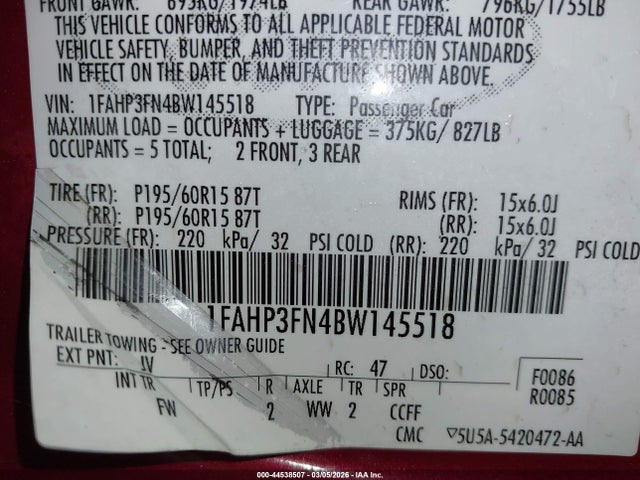 FRONT GAWR: 895KG/1974LB REAR GAWR: 796KG/1755LB
THIS VEHICLE CONFORMS TO ALL APPLICABLE FEDERAL MOTOR
VEHICLE SAFETY, BUMPER, AND THEFT PREVENTION STANDARDS
IN EFFECT ON THE DATE OF MANUFACTURE SHOWN ABOVE.
VIN: 1FAHP3FN4BW145518 TYPE: Passenger Car
MAXIMUM LOAD = OCCUPANTS + LUGGAGE = 375KG/ 827LB
OCCUPANTS = 5 TOTAL; 2 FRONT, 3 REAR
TIRE (FR): P195/60R15 87T RIMS (FR): 15x6.0J
(RR): P195/60R15 87T (RR): 15x6.0J
PRESSURE (FR): 220 kPa/ 32 PSI COLD (RR): 220 kPa/ 32 PSI COLD
1FAHP3FN4BW145518
TRAILER TOWING - SEE OWNER GUIDE
EXT PNT: JV RC: 47 DSO: F0086
INT TR TP/PS R AXLE TR SPR R0085
FW 2 WW 2 CCFF
CMC ▽5U5A-5420472-AA
000-44538507 - 03/05/2026 - IAA Inc.